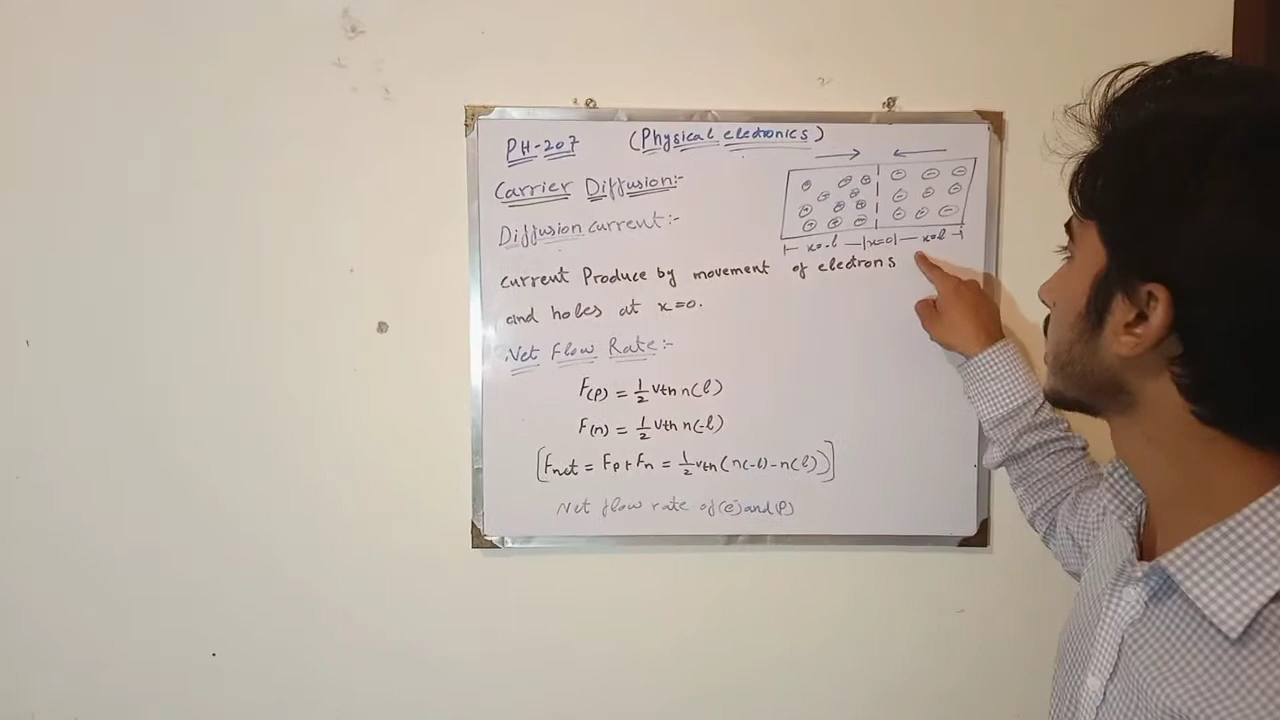 PH-207 (Physical electronics)
Carrier Diffusion:-
Diffusion current:-
x=-l x=0 x=l
current Produce by movement of electrons
and holes at x=0.
Net Flow Rate:-
F(p) = 1/2 vth n(l)
F(n) = 1/2 vth n(-l)
[Fnet = Fp+Fn = 1/2 vth (n(-l) - n(l))]
Net flow rate of (e⁻) and (P)